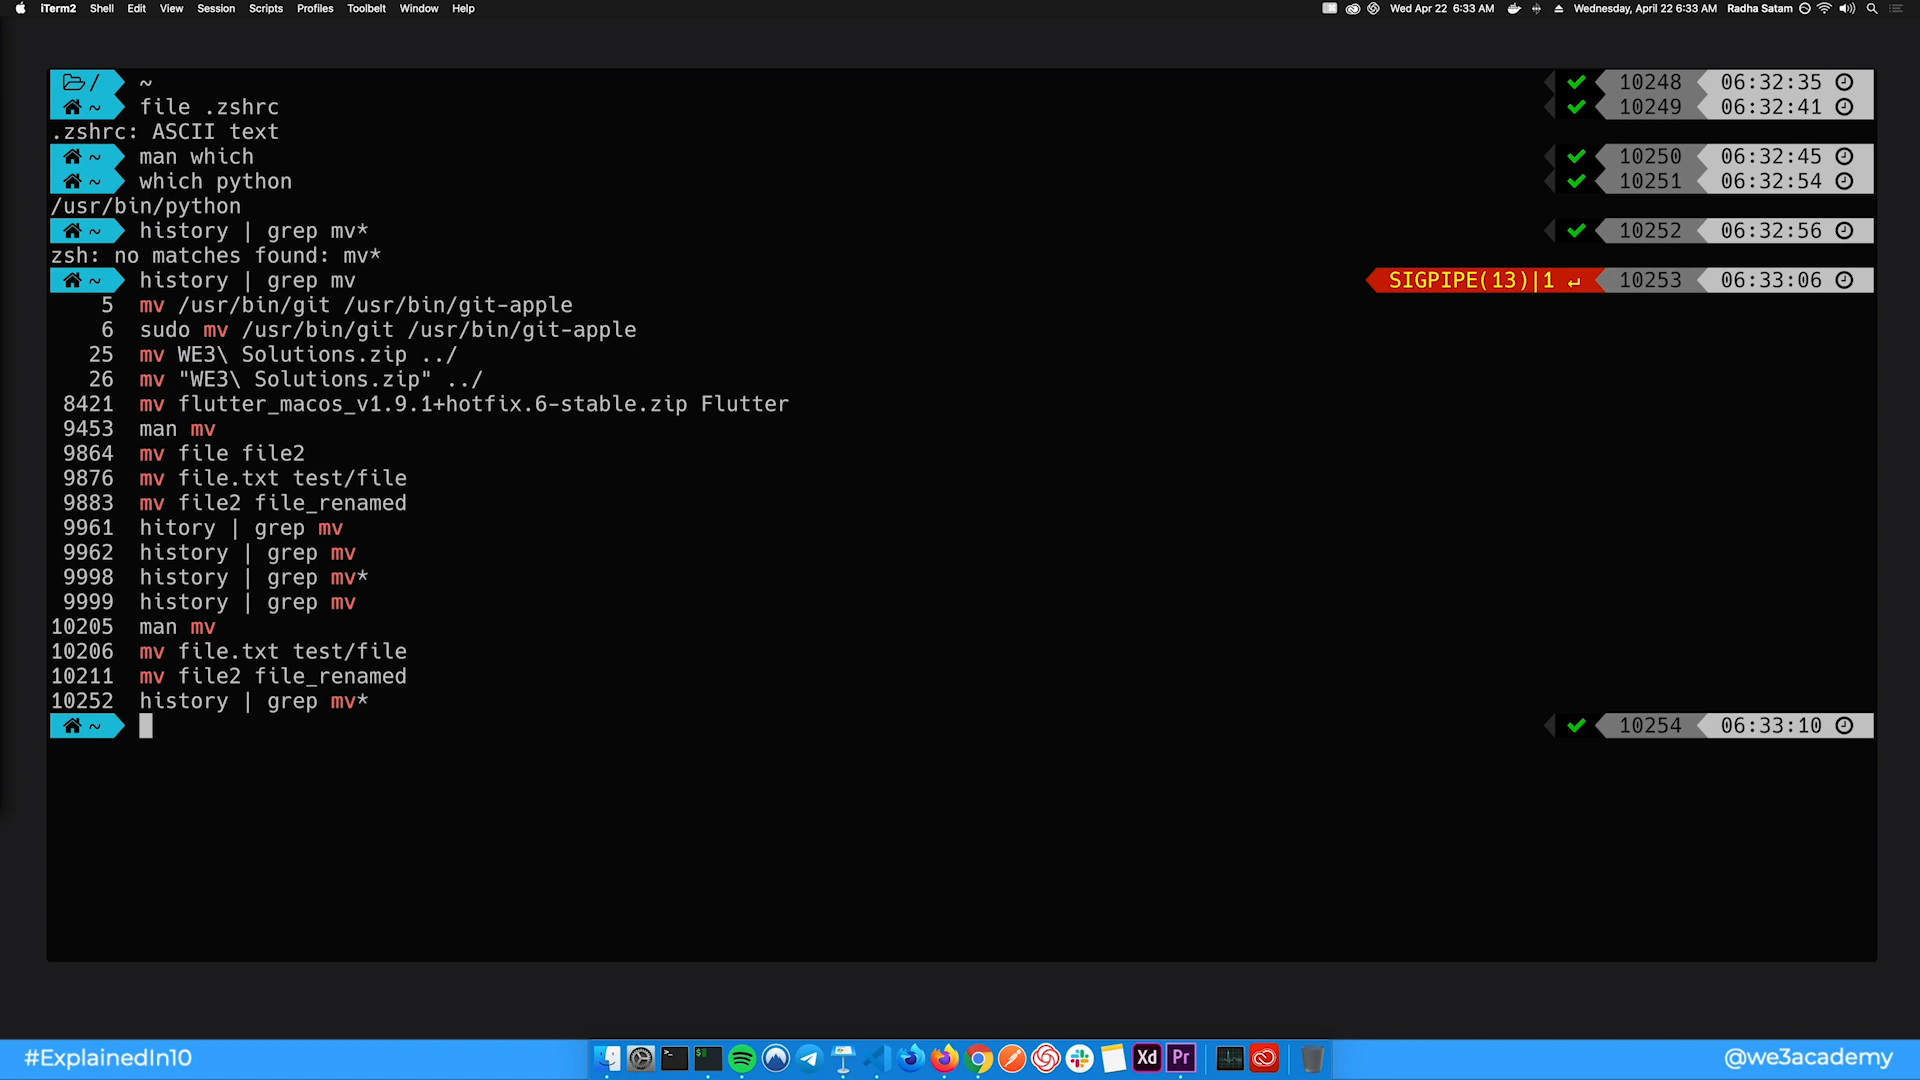 iTerm2 Shell Edit View Session Scripts Profiles Toolbelt Window Help Wed Apr 22 6:33 AM Wednesday, April 22 6:33 AM Radha Satam
/ ~ 10248 06:32:35
~ file .zshrc 10249 06:32:41
.zshrc: ASCII text
~ man which 10250 06:32:45
~ which python 10251 06:32:54
/usr/bin/python
~ history | grep mv* 10252 06:32:56
zsh: no matches found: mv*
~ history | grep mv SIGPIPE(13)|1 ↵ 10253 06:33:06
5 mv /usr/bin/git /usr/bin/git-apple
6 sudo mv /usr/bin/git /usr/bin/git-apple
25 mv WE3\ Solutions.zip ../
26 mv "WE3\ Solutions.zip" ../
8421 mv flutter_macos_v1.9.1+hotfix.6-stable.zip Flutter
9453 man mv
9864 mv file file2
9876 mv file.txt test/file
9883 mv file2 file_renamed
9961 hitory | grep mv
9962 history | grep mv
9998 history | grep mv*
9999 history | grep mv
10205 man mv
10206 mv file.txt test/file
10211 mv file2 file_renamed
10252 history | grep mv*
~ 10254 06:33:10
#ExplainedIn10 Xd Pr @we3academy